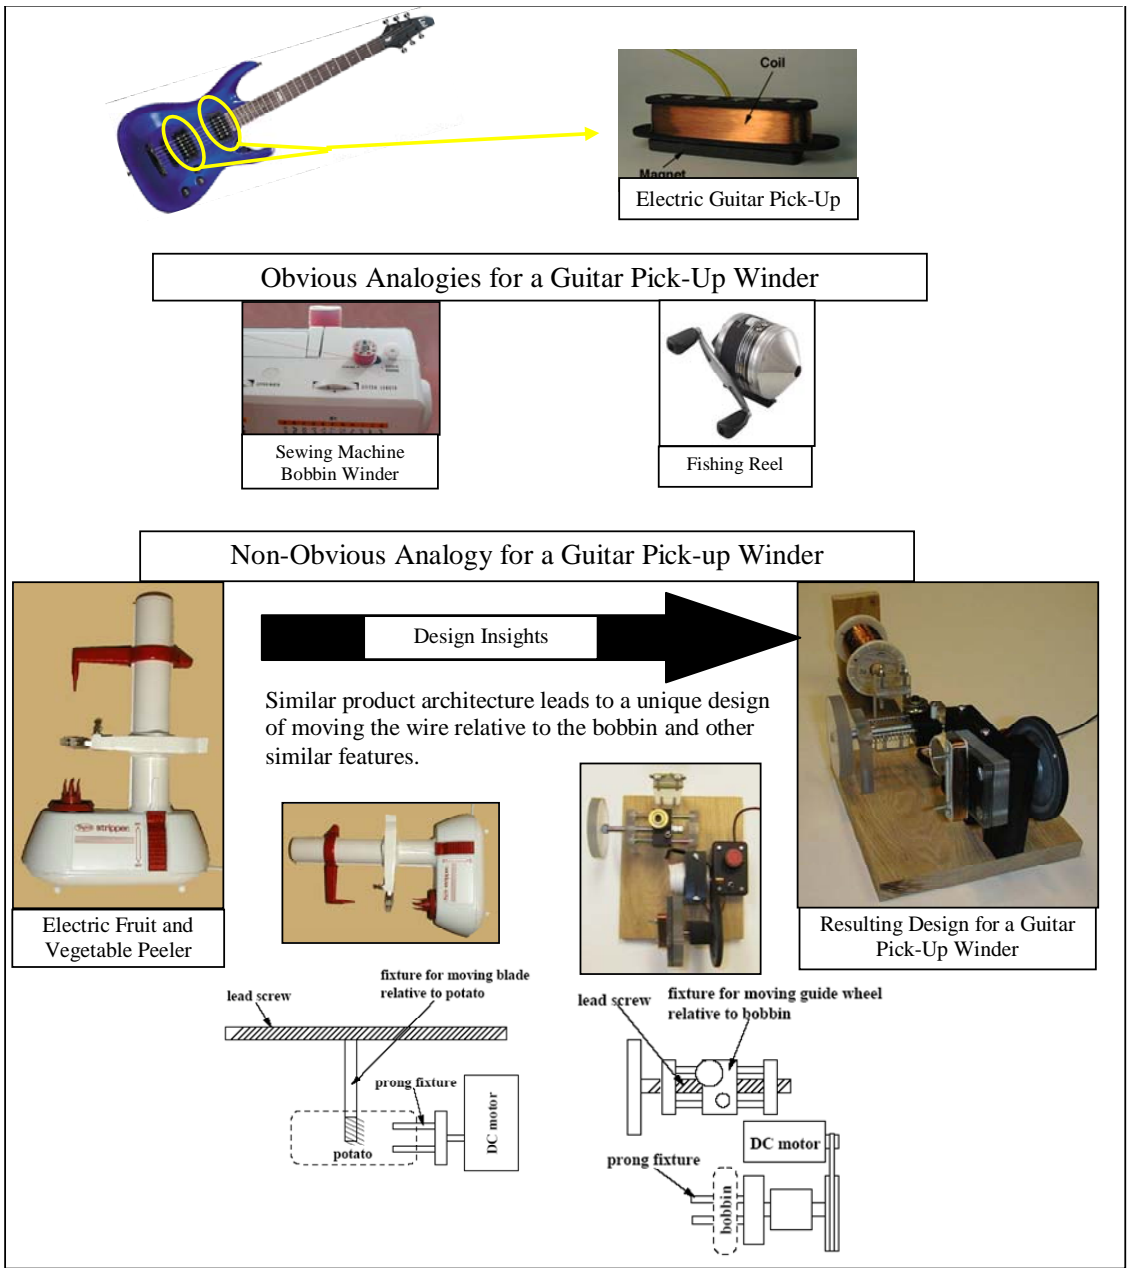 Coil
Magnet
Electric Guitar Pick-Up
Obvious Analogies for a Guitar Pick-Up Winder
Sewing Machine
Bobbin Winder
Fishing Reel
Non-Obvious Analogy for a Guitar Pick-up Winder
Design Insights
Similar product architecture leads to a unique design
of moving the wire relative to the bobbin and other
similar features.
stripper
Electric Fruit and
Vegetable Peeler
Resulting Design for a Guitar
Pick-Up Winder
fixture for moving blade
relative to potato
lead screw
prong fixture
DC motor
potato
fixture for moving guide wheel
relative to bobbin
lead screw
DC motor
prong fixture
bobbin